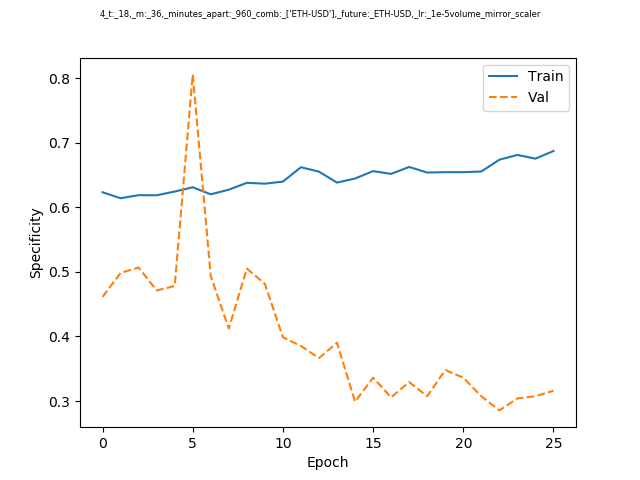 4_t:_18,_m:_36,_minutes_apart:_960_comb:_['ETH-USD'],_future:_ETH-USD,_lr:_1e-5volume_mirror_scaler
Train
Val
0.8
0.7
0.6
0.5
0.4
0.3
Specificity
0 5 10 15 20 25
Epoch